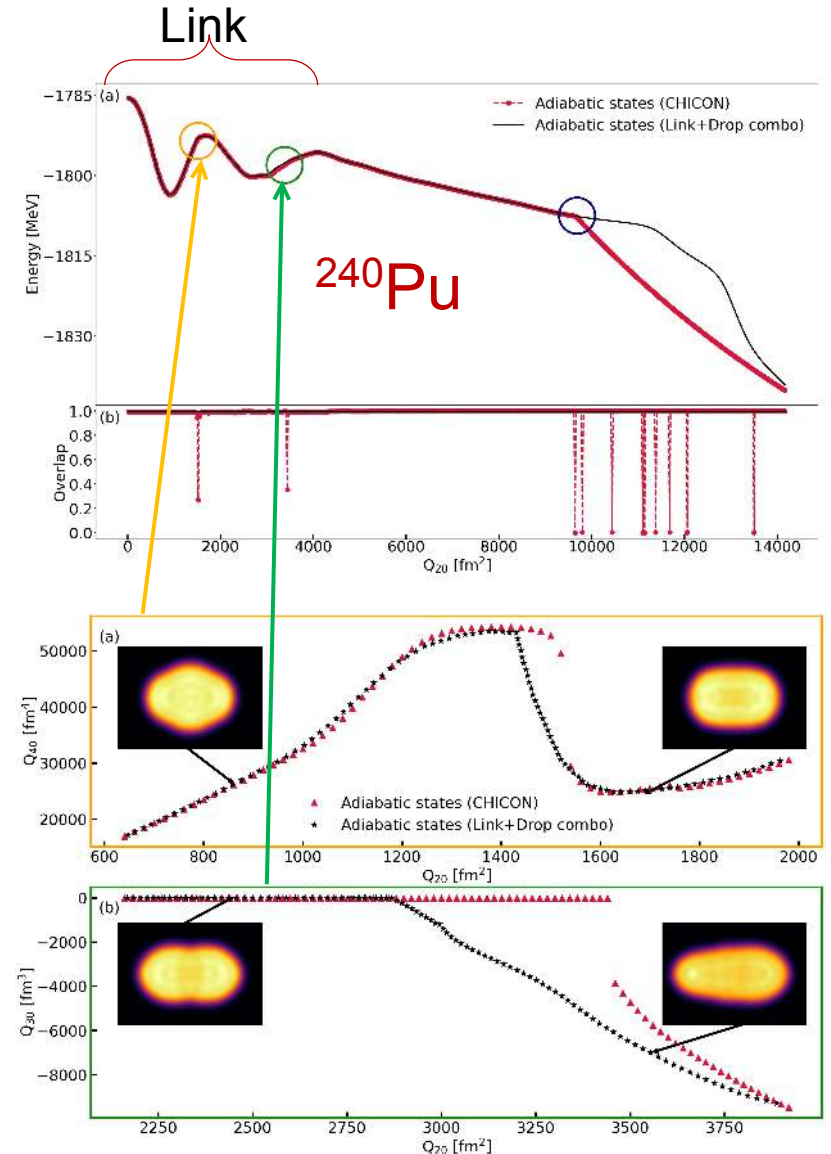 Link
(a)
Adiabatic states (CHICON)
Adiabatic states (Link+Drop combo)
Energy [MeV]
−1785
−1800
−1815
−1830
²⁴⁰Pu
(b)
Overlap
1.0
0.8
0.6
0.4
0.2
0.0
0 2000 4000 6000 8000 10000 12000 14000
Q₂₀ [fm²]
(a)
Q₄₀ [fm⁴]
50000
40000
30000
20000
Adiabatic states (CHICON)
Adiabatic states (Link+Drop combo)
600 800 1000 1200 1400 1600 1800 2000
Q₂₀ [fm²]
(b)
Q₃₀ [fm³]
0
−2000
−4000
−6000
−8000
2250 2500 2750 3000 3250 3500 3750
Q₂₀ [fm²]